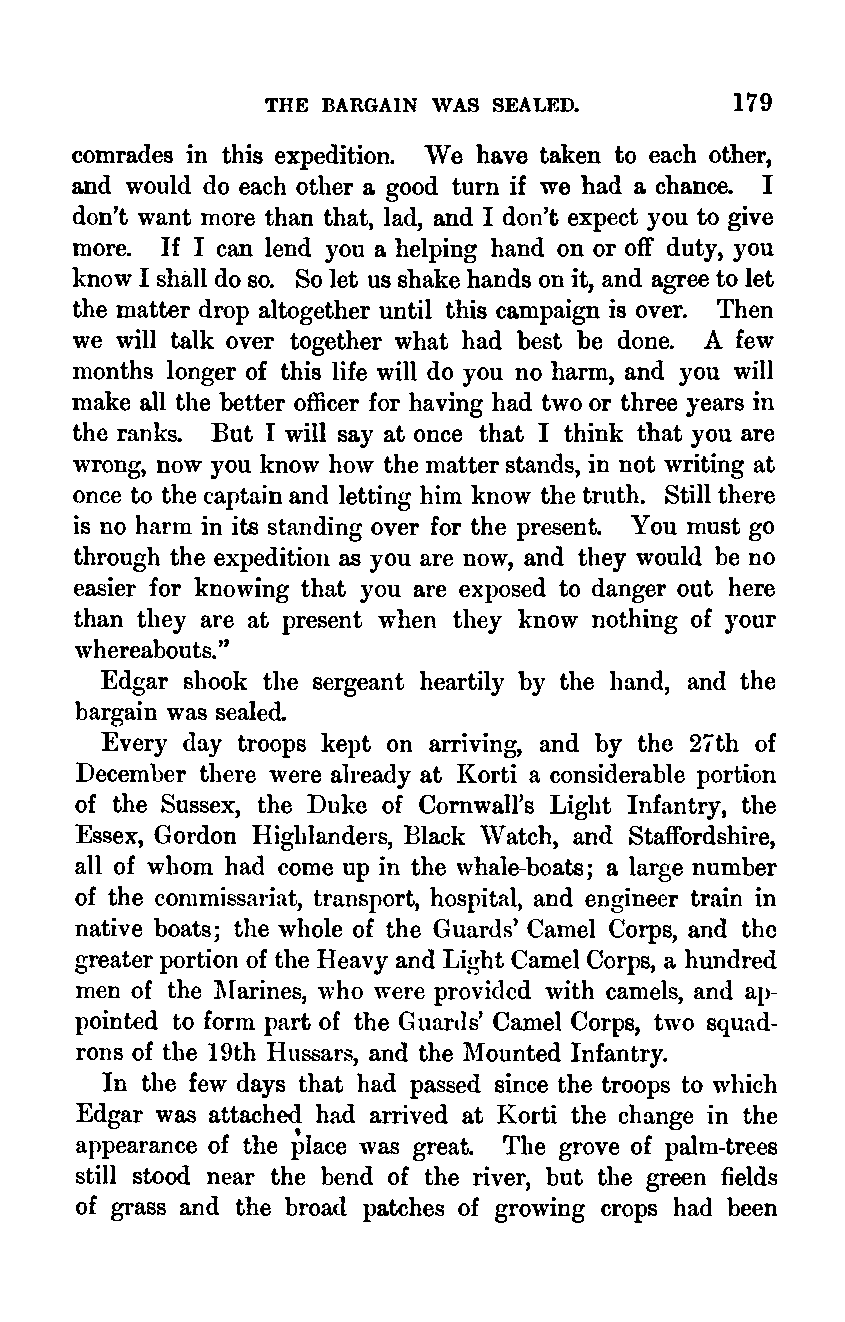 THE BARGAIN WAS SEALED. 179
comrades in this expedition. We have taken to each other,
and would do each other a good turn if we had a chance. I
don't want more than that, lad, and I don't expect you to give
more. If I can lend you a helping hand on or off duty, you
know I shall do so. So let us shake hands on it, and agree to let
the matter drop altogether until this campaign is over. Then
we will talk over together what had best be done. A few
months longer of this life will do you no harm, and you will
make all the better officer for having had two or three years in
the ranks. But I will say at once that I think that you are
wrong, now you know how the matter stands, in not writing at
once to the captain and letting him know the truth. Still there
is no harm in its standing over for the present. You must go
through the expedition as you are now, and they would be no
easier for knowing that you are exposed to danger out here
than they are at present when they know nothing of your
whereabouts."
Edgar shook the sergeant heartily by the hand, and the
bargain was sealed.
Every day troops kept on arriving, and by the 27th of
December there were already at Korti a considerable portion
of the Sussex, the Duke of Cornwall's Light Infantry, the
Essex, Gordon Highlanders, Black Watch, and Staffordshire,
all of whom had come up in the whale-boats; a large number
of the commissariat, transport, hospital, and engineer train in
native boats; the whole of the Guards' Camel Corps, and the
greater portion of the Heavy and Light Camel Corps, a hundred
men of the Marines, who were provided with camels, and ap-
pointed to form part of the Guards' Camel Corps, two squad-
rons of the 19th Hussars, and the Mounted Infantry.
In the few days that had passed since the troops to which
Edgar was attached had arrived at Korti the change in the
appearance of the place was great. The grove of palm-trees
still stood near the bend of the river, but the green fields
of grass and the broad patches of growing crops had been